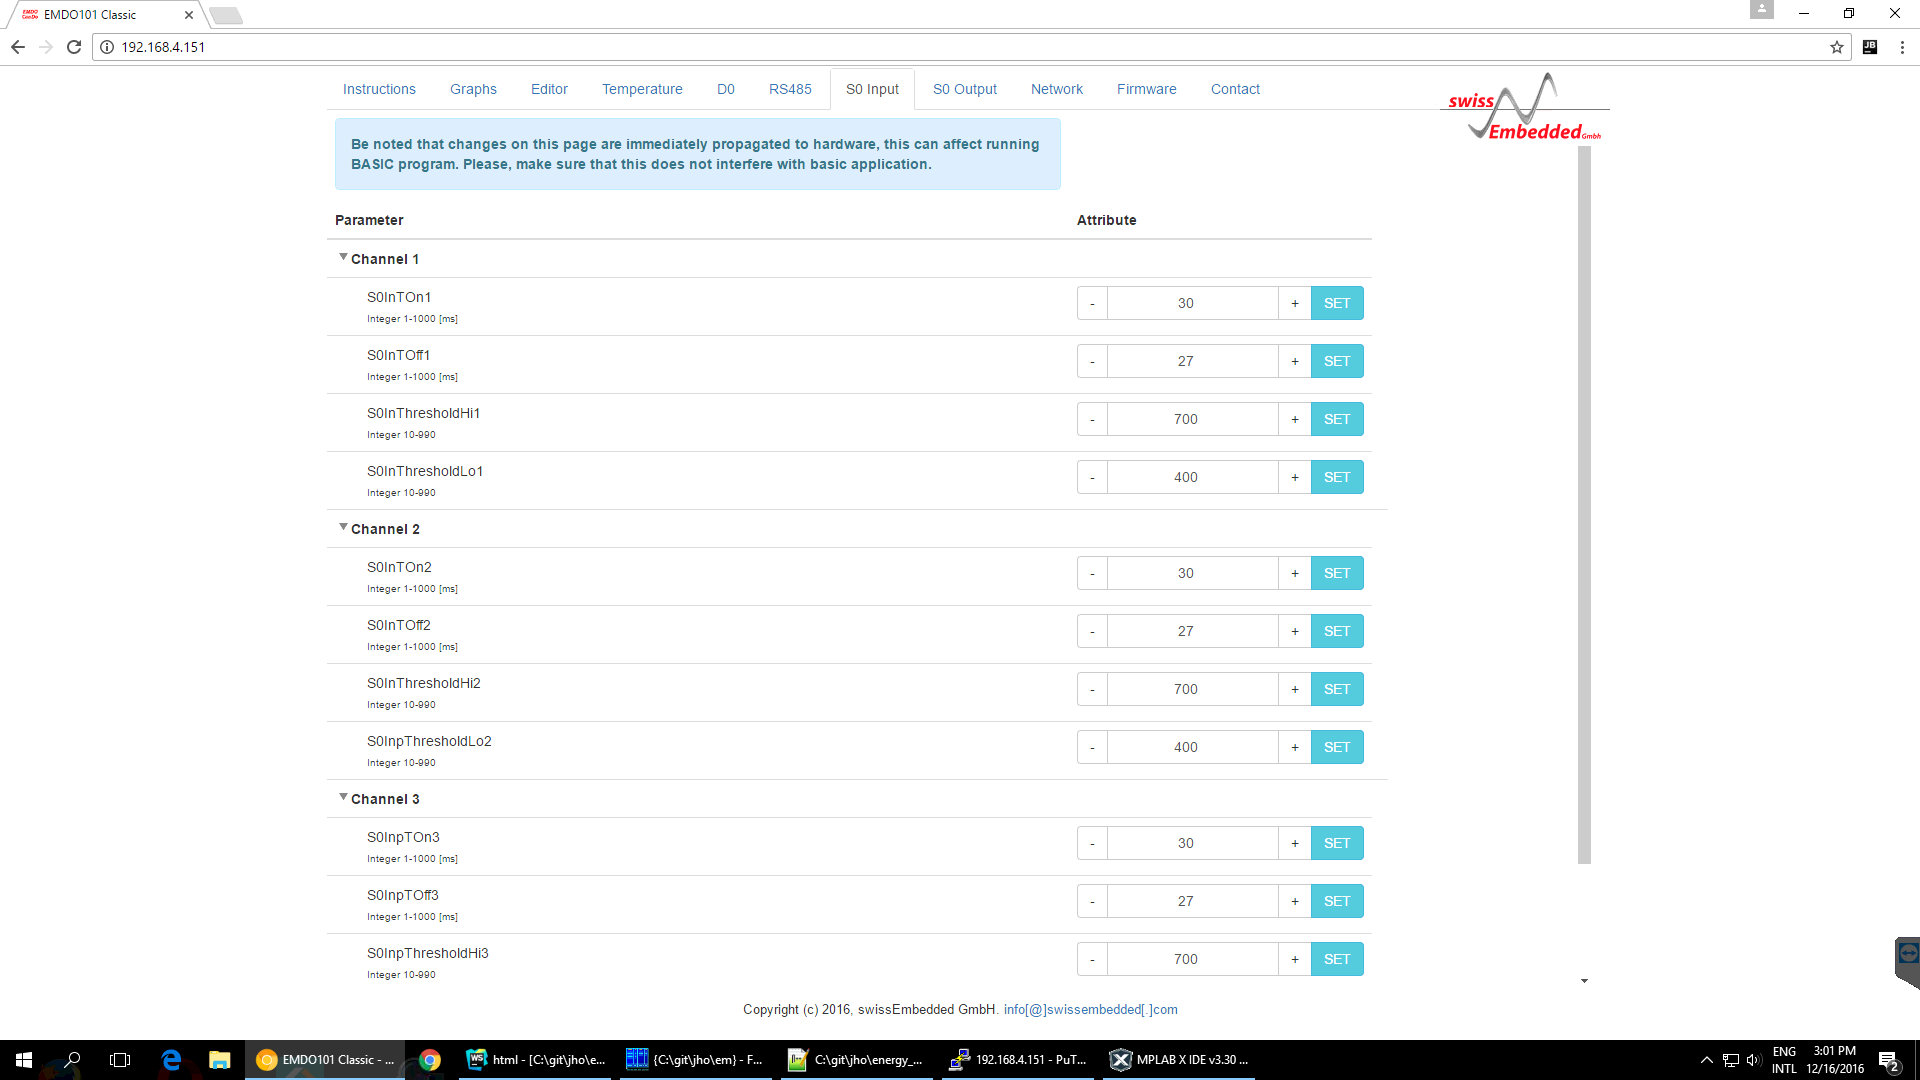 EMDO101 Classic
192.168.4.151
Instructions Graphs Editor Temperature D0 RS485 S0 Input S0 Output Network Firmware Contact
swiss
Embedded GmbH
Be noted that changes on this page are immediately propagated to hardware, this can affect running
BASIC program. Please, make sure that this does not interfere with basic application.
Parameter Attribute
Channel 1
S0InTOn1
Integer 1-1000 [ms]
- 30 + SET
S0InTOff1
Integer 1-1000 [ms]
- 27 + SET
S0InThresholdHi1
Integer 10-990
- 700 + SET
S0InThresholdLo1
Integer 10-990
- 400 + SET
Channel 2
S0InTOn2
Integer 1-1000 [ms]
- 30 + SET
S0InTOff2
Integer 1-1000 [ms]
- 27 + SET
S0InThresholdHi2
Integer 10-990
- 700 + SET
S0InpThresholdLo2
Integer 10-990
- 400 + SET
Channel 3
S0InpTOn3
Integer 1-1000 [ms]
- 30 + SET
S0InpTOff3
Integer 1-1000 [ms]
- 27 + SET
S0InpThresholdHi3
Integer 10-990
- 700 + SET
Copyright (c) 2016, swissEmbedded GmbH. info[@]swissembedded[.]com
EMDO101 Classic - ... html - [C:\git\jho\e... {C:\git\jho\em} - F... C:\git\jho\energy_... 192.168.4.151 - PuT... MPLAB X IDE v3.30 ...
ENG 3:01 PM
INTL 12/16/2016
2